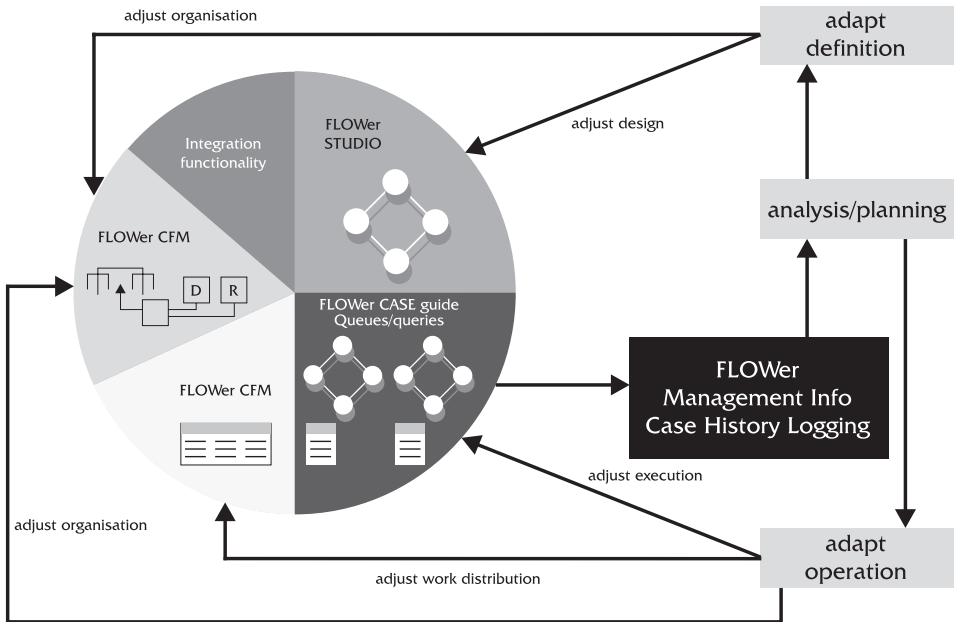 adjust organisation
adapt
definition
FLOWer
STUDIO
adjust design
Integration
functionality
analysis/planning
FLOWer CFM
D
R
FLOWer CASE guide
Queues/queries
FLOWer
Management Info
Case History Logging
FLOWer CFM
adjust execution
adjust organisation
adapt
operation
adjust work distribution